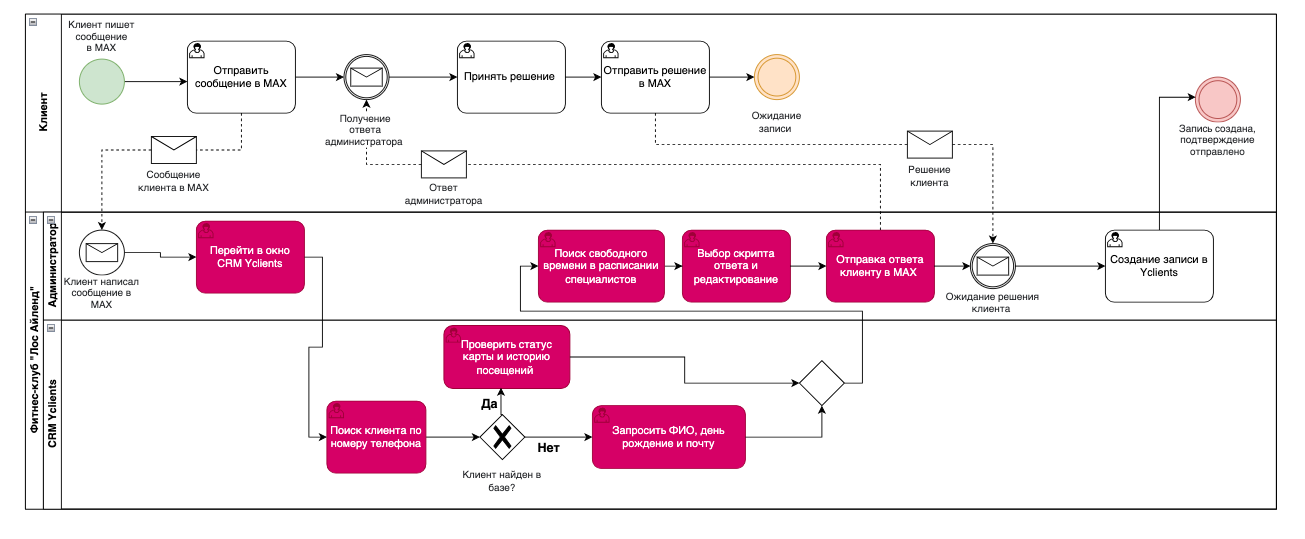 Клиент
Клиент пишет
в MAX
Отправить
сообщение в MAX
Получение
ответа
администратора
Принять решение
Отправить решение
в MAX
Ожидание
записи
Запись создана,
подтверждение
отправлено
Сообщение
клиента в MAX
Ответ
администратора
Решение
клиента
Фитнес-клуб "Лос Айленд"
Администратор
Клиент написал
сообщение в
MAX
Перейти в окно
CRM Yclients
Поиск свободного
времени в расписании
специалистов
Выбор скрипта
ответа и
редактирование
Отправка ответа
клиенту в MAX
Ожидание решения
клиента
Создание записи в
Yclients
CRM Yclients
Поиск клиента по
номеру телефона
Клиент найден в
базе?
Да
Проверить статус
карты и историю
посещений
Нет
Запросить ФИО, день
рождение и почту